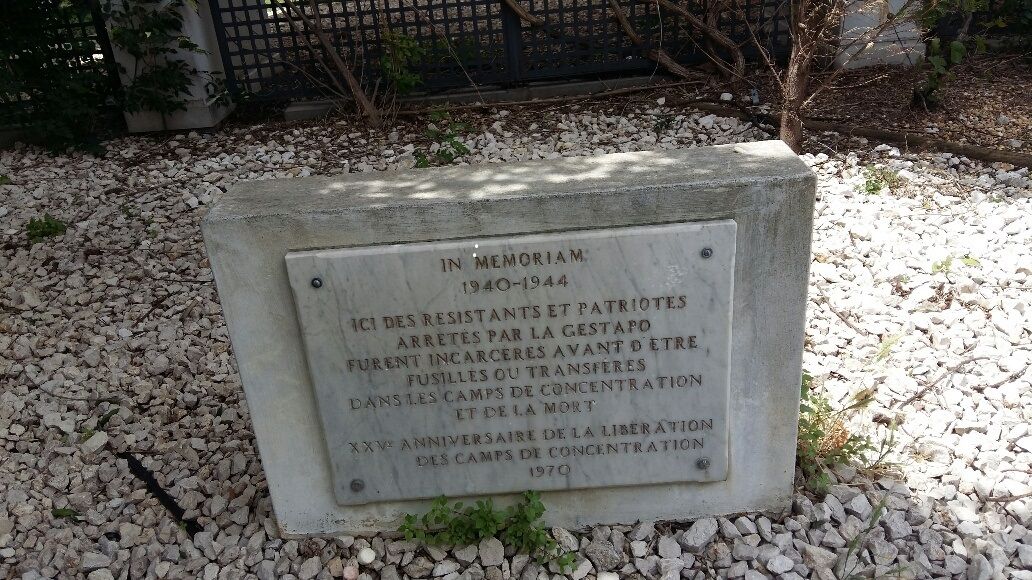 IN MEMORIAM
1940-1944
ICI DES RESISTANTS ET PATRIOTES
ARRETES PAR LA GESTAPO
FURENT INCARCERES AVANT D'ETRE
FUSILLES OU TRANSFERES
DANS LES CAMPS DE CONCENTRATION
ET DE LA MORT
XXVe ANNIVERSAIRE DE LA LIBERATION
DES CAMPS DE CONCENTRATION
1970